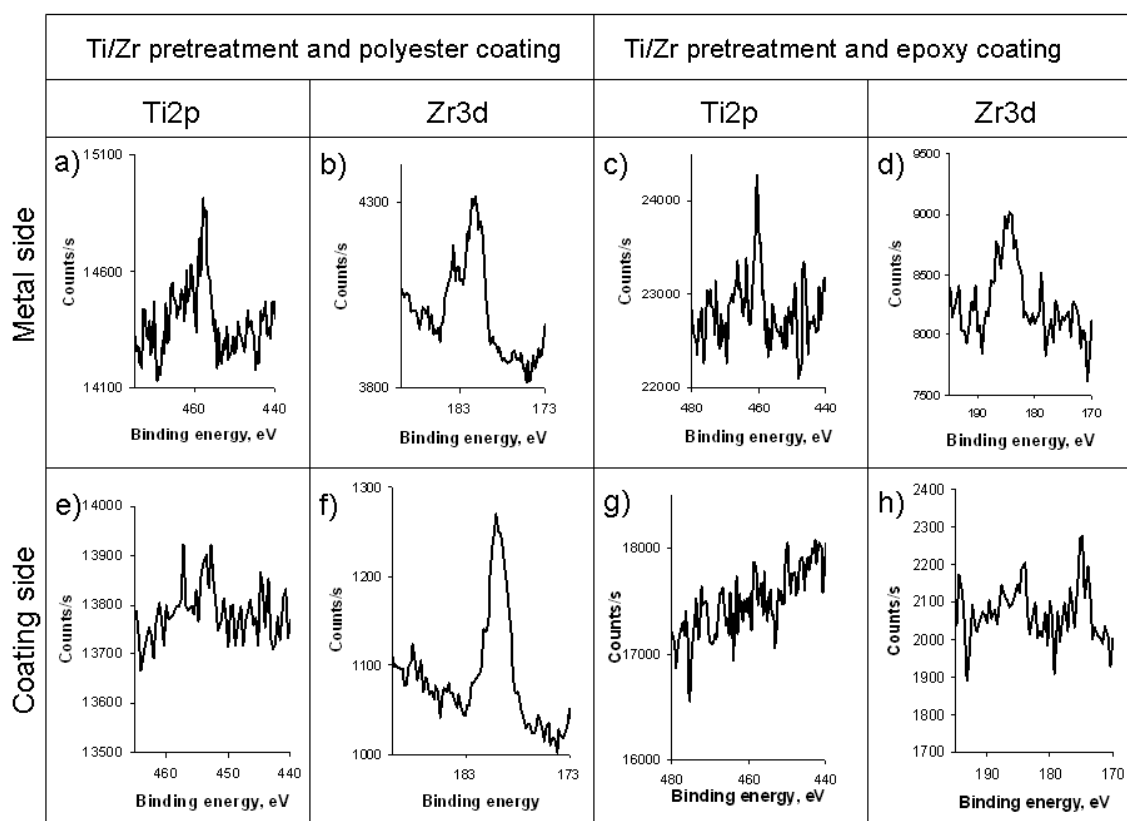 Ti/Zr pretreatment and polyester coating
Ti/Zr pretreatment and epoxy coating
Ti2p
Zr3d
Ti2p
Zr3d
Metal side
a)
15100
14600
14100
Counts/s
460
440
Binding energy, eV
b)
4300
3800
Counts/s
183
173
Binding energy, eV
c)
24000
23000
22000
Counts/s
480
460
440
Binding energy, eV
d)
9500
9000
8500
8000
7500
Counts/s
190
180
170
Binding energy, eV
Coating side
e)
14000
13900
13800
13700
13600
13500
Counts/s
460
450
440
Binding energy, eV
f)
1300
1200
1100
1000
Counts/s
183
173
Binding energy
g)
18000
17000
16000
Counts/s
480
460
440
Binding energy, eV
h)
2400
2300
2200
2100
2000
1900
1800
1700
Counts/s
190
180
170
Binding energy, eV